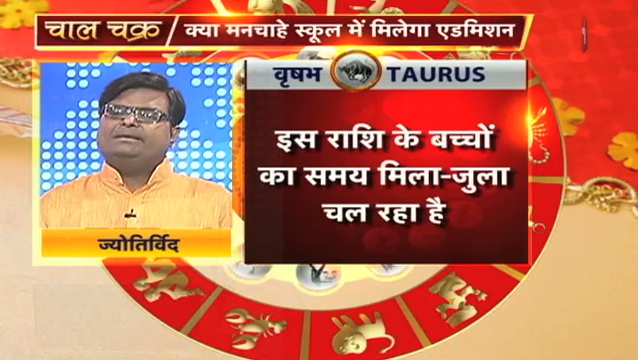 चाल चक्र / क्या मनचाहे स्कूल में मिलेगा एडमिशन
वृषभ TAURUS
इस राशि के बच्चों
का समय मिला-जुला
चल रहा है
ज्योतिर्विद